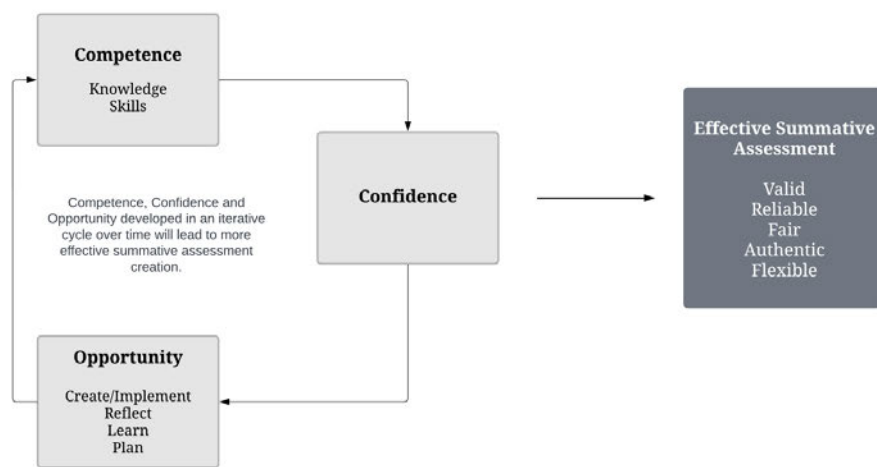 Competence
Knowledge
Skills
Confidence
Competence, Confidence and
Opportunity developed in an iterative
cycle over time will lead to more
effective summative assessment
creation.
Opportunity
Create/Implement
Reflect
Learn
Plan
Effective Summative
Assessment
Valid
Reliable
Fair
Authentic
Flexible